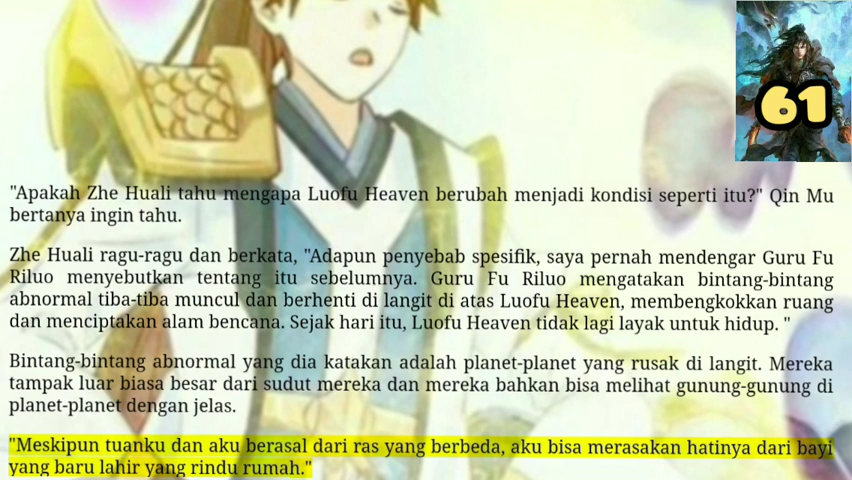 61
"Apakah Zhe Huali tahu mengapa Luofu Heaven berubah menjadi kondisi seperti itu?" Qin Mu
bertanya ingin tahu.
Zhe Huali ragu-ragu dan berkata, "Adapun penyebab spesifik, saya pernah mendengar Guru Fu
Riluo menyebutkan tentang itu sebelumnya. Guru Fu Riluo mengatakan bintang-bintang
abnormal tiba-tiba muncul dan berhenti di langit di atas Luofu Heaven, membengkokkan ruang
dan menciptakan alam bencana. Sejak hari itu, Luofu Heaven tidak lagi layak untuk hidup. "
Bintang-bintang abnormal yang dia katakan adalah planet-planet yang rusak di langit. Mereka
tampak luar biasa besar dari sudut mereka dan mereka bahkan bisa melihat gunung-gunung di
planet-planet dengan jelas.
"Meskipun tuanku dan aku berasal dari ras yang berbeda, aku bisa merasakan hatinya dari bayi
yang baru lahir yang rindu rumah."